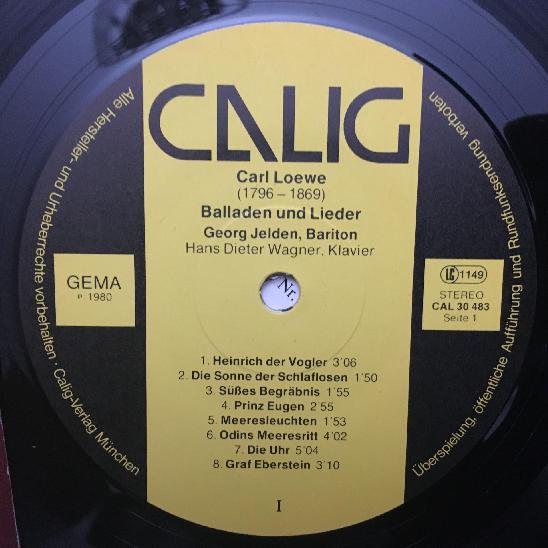 CALIG
Carl Loewe
(1796 – 1869)
Balladen und Lieder
Georg Jelden, Bariton
Hans Dieter Wagner, Klavier
GEMA
P 1980
LC 1149
STEREO
CAL 30 483
Seite 1
Nr.
1. Heinrich der Vogler 3'06
2. Die Sonne der Schlaflosen 1'50
3. Süßes Begräbnis 1'55
4. Prinz Eugen 2'55
5. Meeresleuchten 1'53
6. Odins Meeresritt 4'02
7. Die Uhr 5'04
8. Graf Eberstein 3'10
I
Alle Hersteller- und Urheberrechte vorbehalten · Calig-Verlag München
Überspielung, öffentliche Aufführung und Rundfunksendung verboten